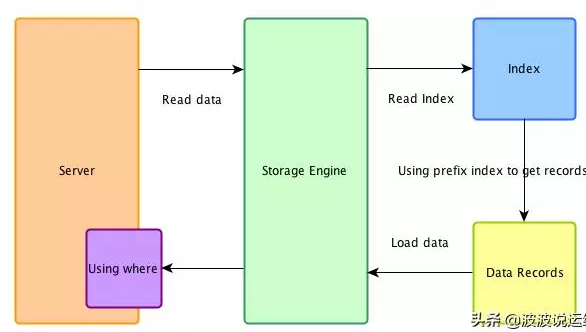 Read data
Read Index
Index
Server
Storage Engine
Using prefix index to get records
Load data
Using where
Data Records
头条 @波波说运维